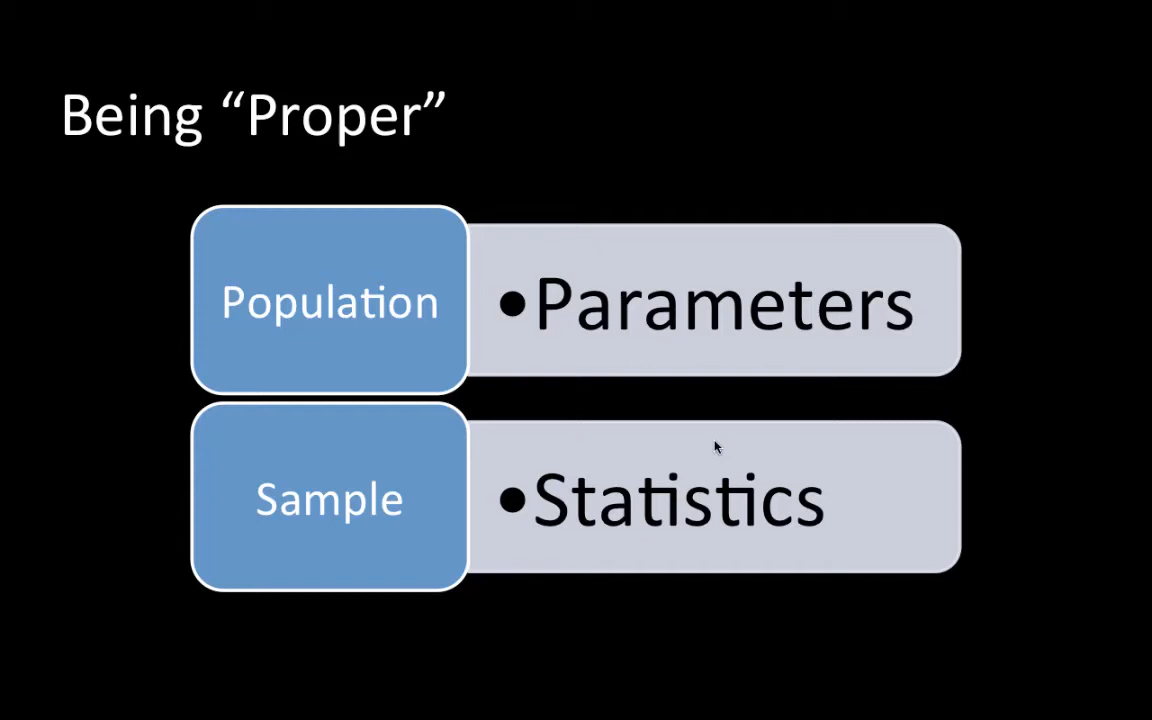 Being “Proper”
Population
•Parameters
Sample
•Statistics